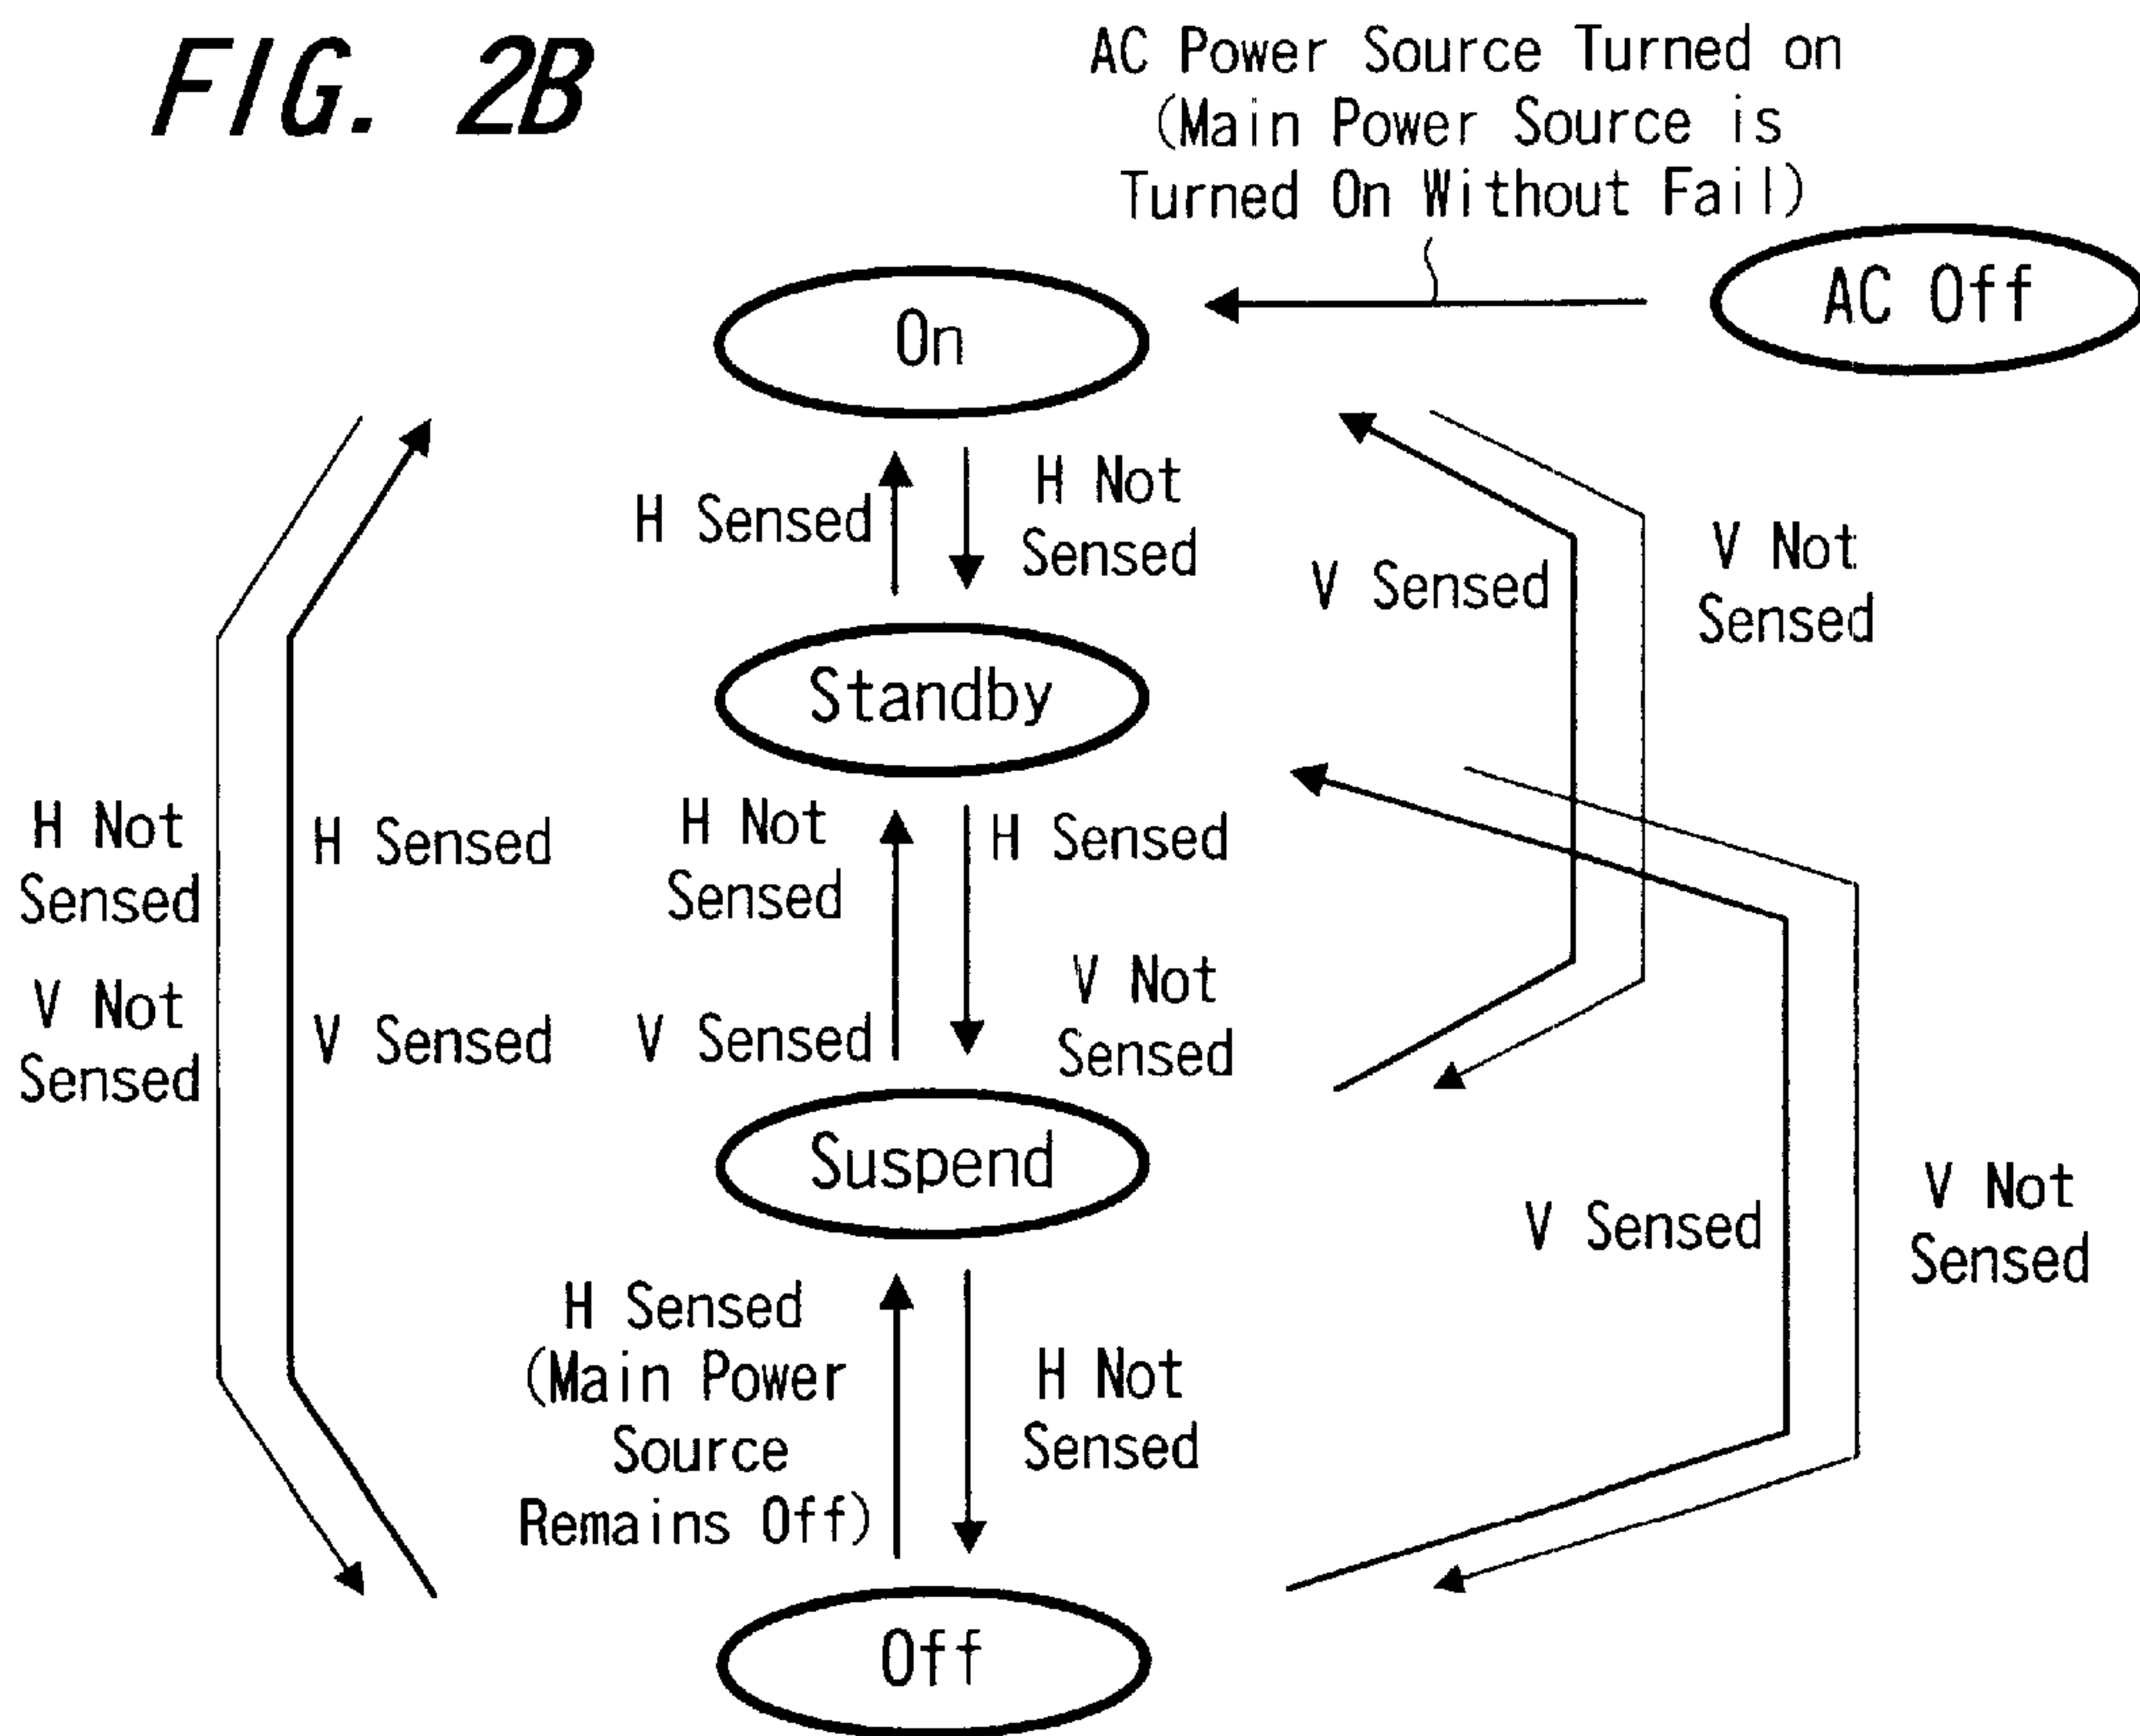 FIG. 2B
AC Power Source Turned on
(Main Power Source is
Turned On Without Fail)
AC Off
On
H Sensed
H Not
Sensed
V Sensed
V Not
Sensed
Standby
H Not
Sensed
V Not
Sensed
H Sensed
V Sensed
H Not
Sensed
V Sensed
H Sensed
V Not
Sensed
Suspend
V Sensed
V Not
Sensed
H Sensed
(Main Power
Source
Remains Off)
H Not
Sensed
Off